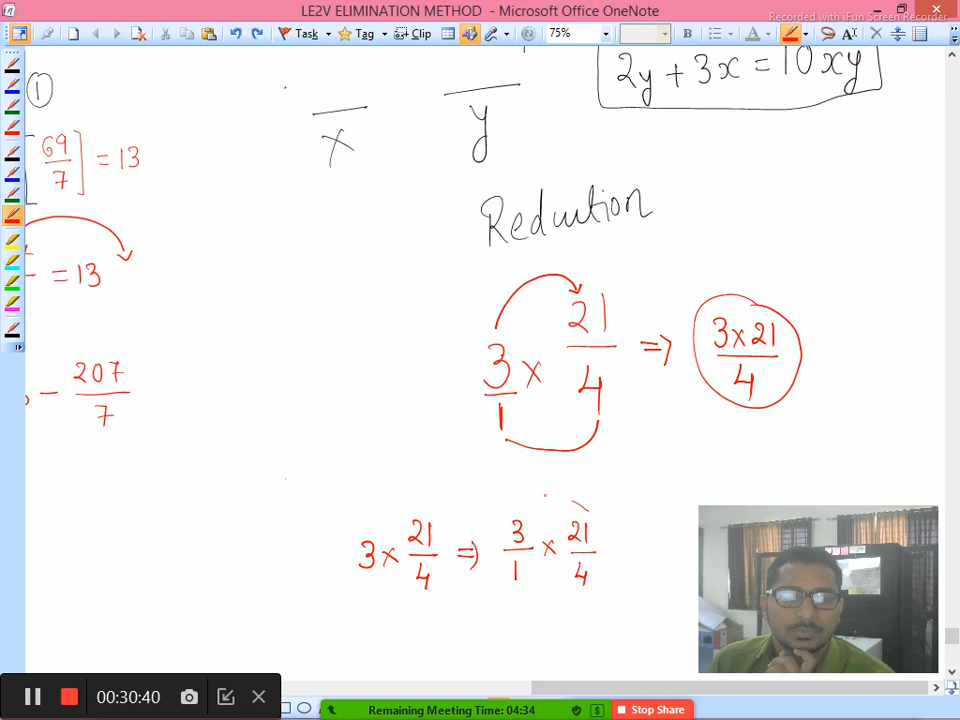 LE2V ELIMINATION METHOD - Microsoft Office OneNote
Recorded with iFun Screen Recorder
Task Tag Clip 75% B A
① 2y + 3x = 10xy
[69/7] = 13
x y
Reduction
= 13
3/1 x 21/4 => 3x21/4
- 207/7
3 x 21/4 => 3/1 x 21/4
00:30:40
Remaining Meeting Time: 04:34 Stop Share